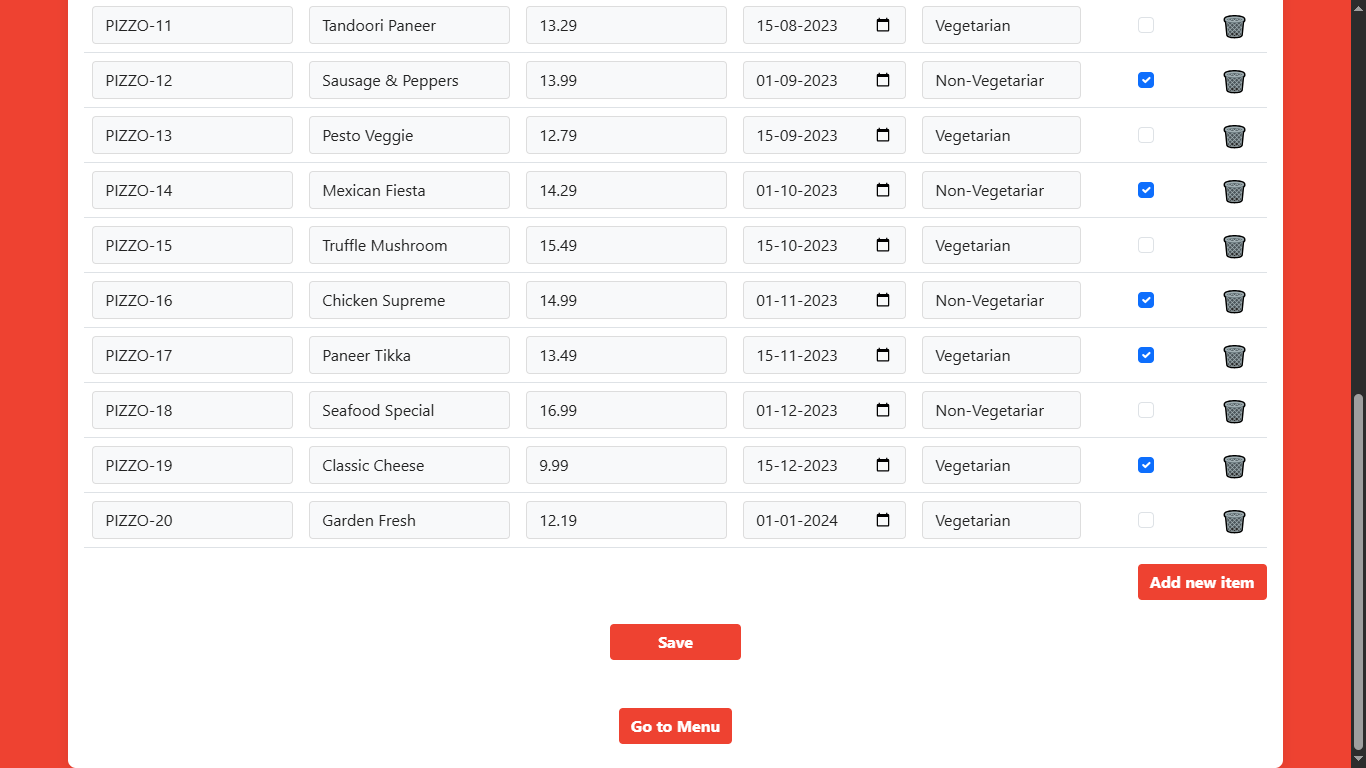 PIZZO-11 Tandoori Paneer 13.29 15-08-2023 Vegetarian
PIZZO-12 Sausage & Peppers 13.99 01-09-2023 Non-Vegetariar
PIZZO-13 Pesto Veggie 12.79 15-09-2023 Vegetarian
PIZZO-14 Mexican Fiesta 14.29 01-10-2023 Non-Vegetariar
PIZZO-15 Truffle Mushroom 15.49 15-10-2023 Vegetarian
PIZZO-16 Chicken Supreme 14.99 01-11-2023 Non-Vegetariar
PIZZO-17 Paneer Tikka 13.49 15-11-2023 Vegetarian
PIZZO-18 Seafood Special 16.99 01-12-2023 Non-Vegetariar
PIZZO-19 Classic Cheese 9.99 15-12-2023 Vegetarian
PIZZO-20 Garden Fresh 12.19 01-01-2024 Vegetarian
Add new item
Save
Go to Menu